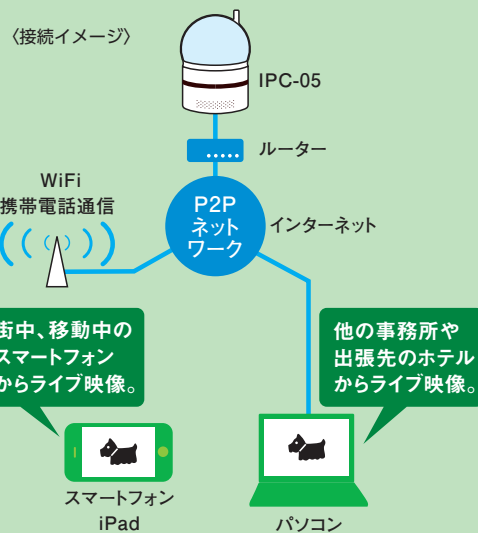 〈接続イメージ〉
IPC-05
ルーター
WiFi
携帯電話通信
P2P
ネット
ワーク
インターネット
街中、移動中の
スマートフォン
からライブ映像。
他の事務所や
出張先のホテル
からライブ映像。
スマートフォン
iPad
パソコン